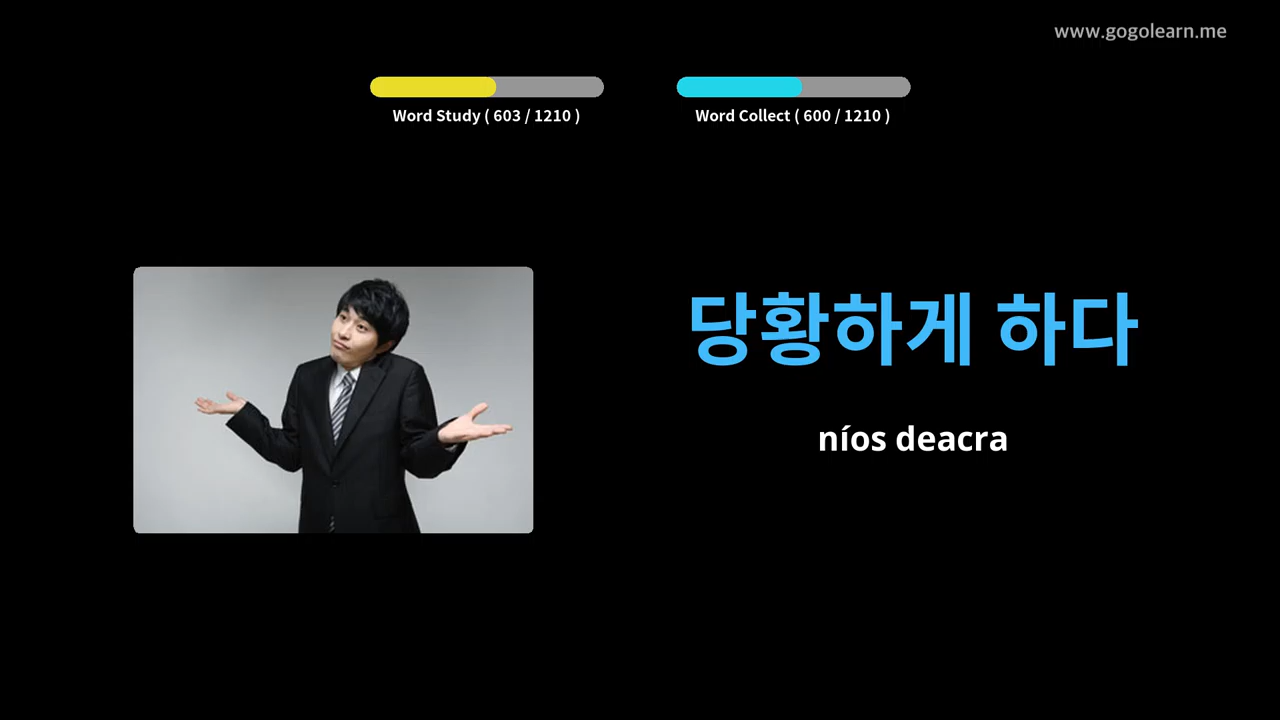 www.gogolearn.me
Word Study ( 603 / 1210 )
Word Collect ( 600 / 1210 )
당황하게 하다
níos deacra